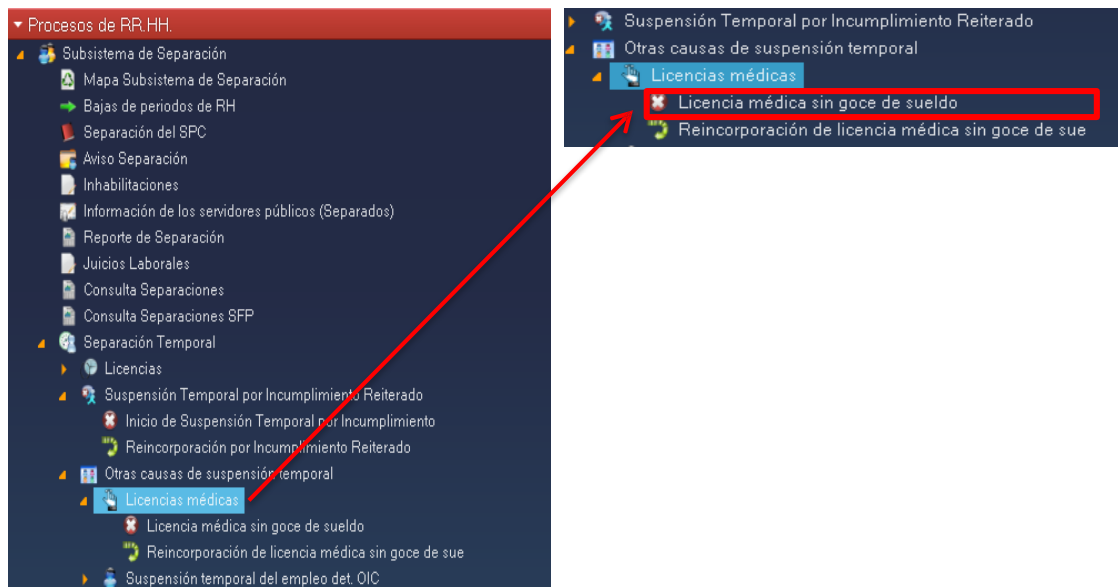 Procesos de RR.HH.
Subsistema de Separación
Mapa Subsistema de Separación
Bajas de periodos de RH
Separación del SPC
Aviso Separación
Inhabilitaciones
Información de los servidores públicos (Separados)
Reporte de Separación
Juicios Laborales
Consulta Separaciones
Consulta Separaciones SFP
Separación Temporal
Licencias
Suspensión Temporal por Incumplimiento Reiterado
Inicio de Suspensión Temporal por Incumplimiento
Reincorporación por Incumplimiento Reiterado
Otras causas de suspensión temporal
Licencias médicas
Licencia médica sin goce de sueldo
Reincorporación de licencia médica sin goce de sue
Suspensión temporal del empleo det. OIC
Suspensión Temporal por Incumplimiento Reiterado
Otras causas de suspensión temporal
Licencias médicas
Licencia médica sin goce de sueldo
Reincorporación de licencia médica sin goce de sue